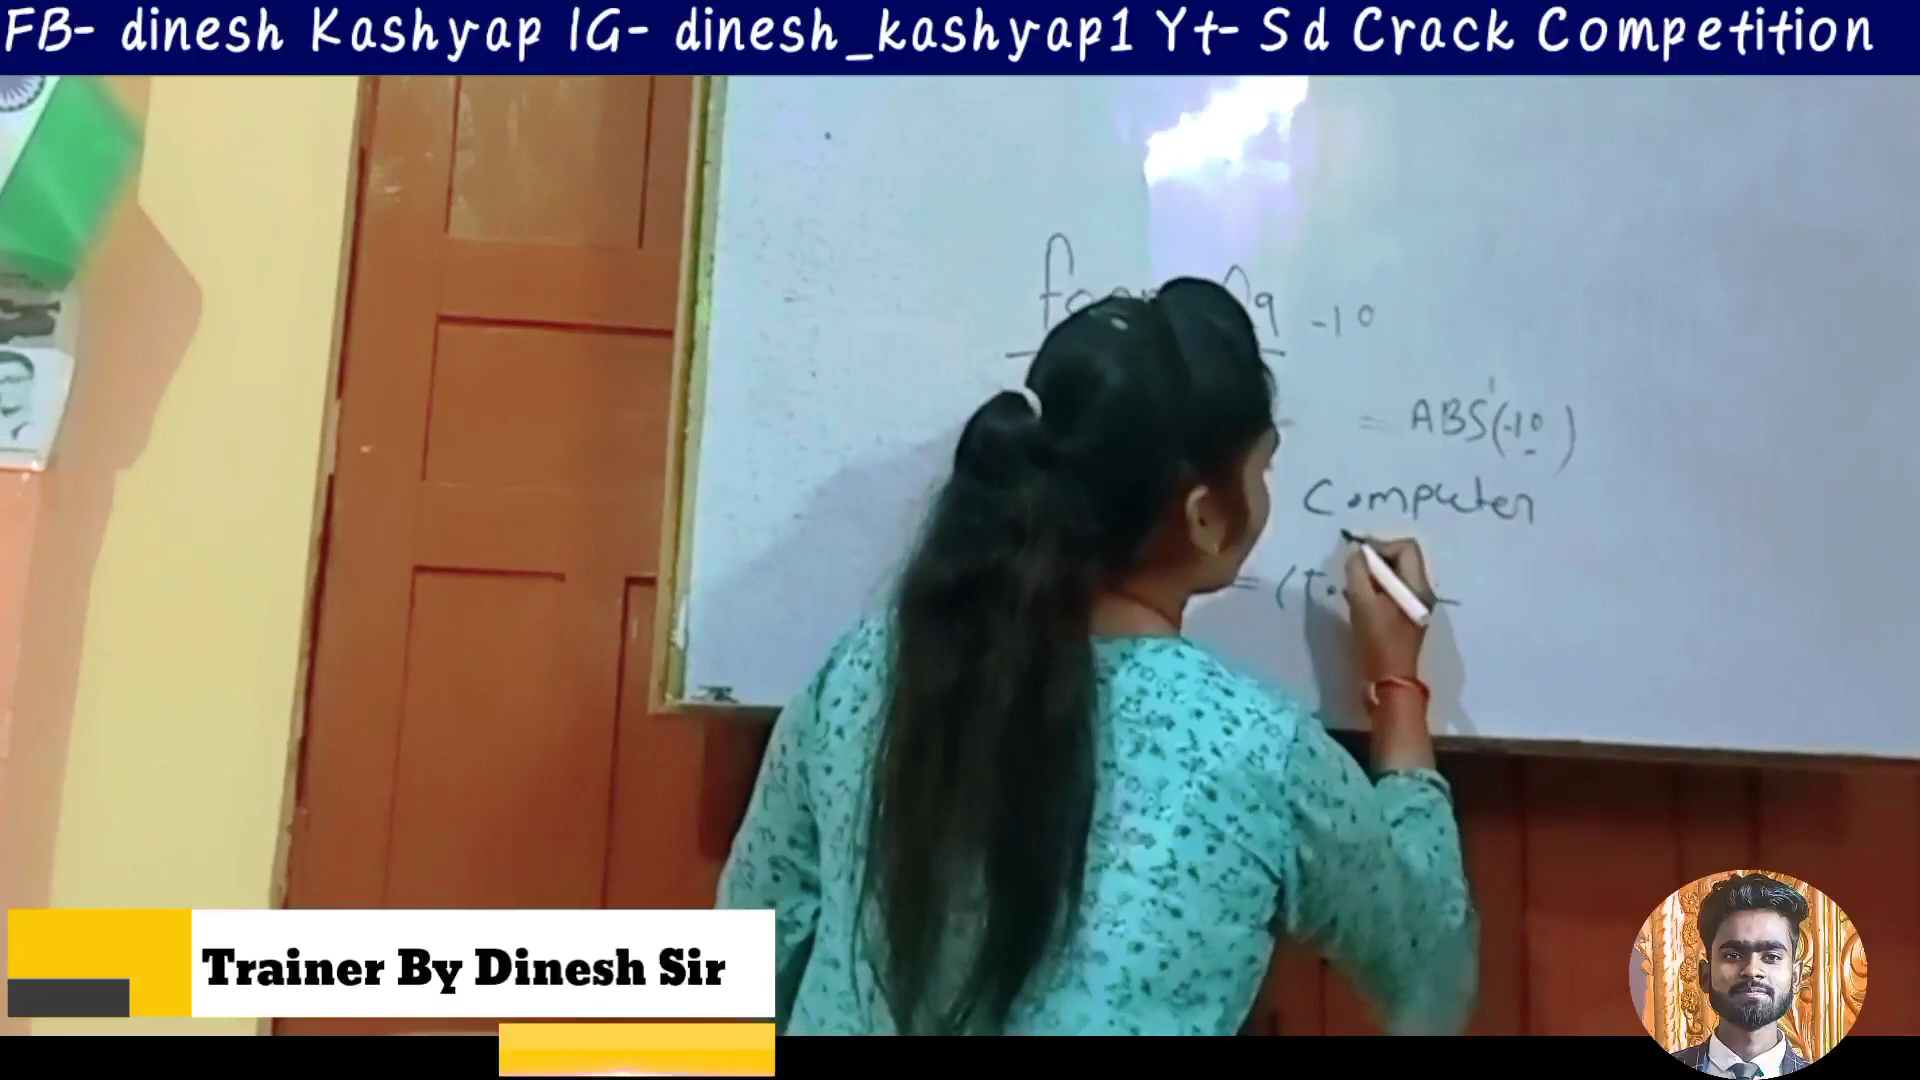 FB- dinesh Kashyap IG- dinesh_kashyap1 Yt- Sd Crack Competition
-10
= ABS(-10)
Computer
=
Trainer By Dinesh Sir